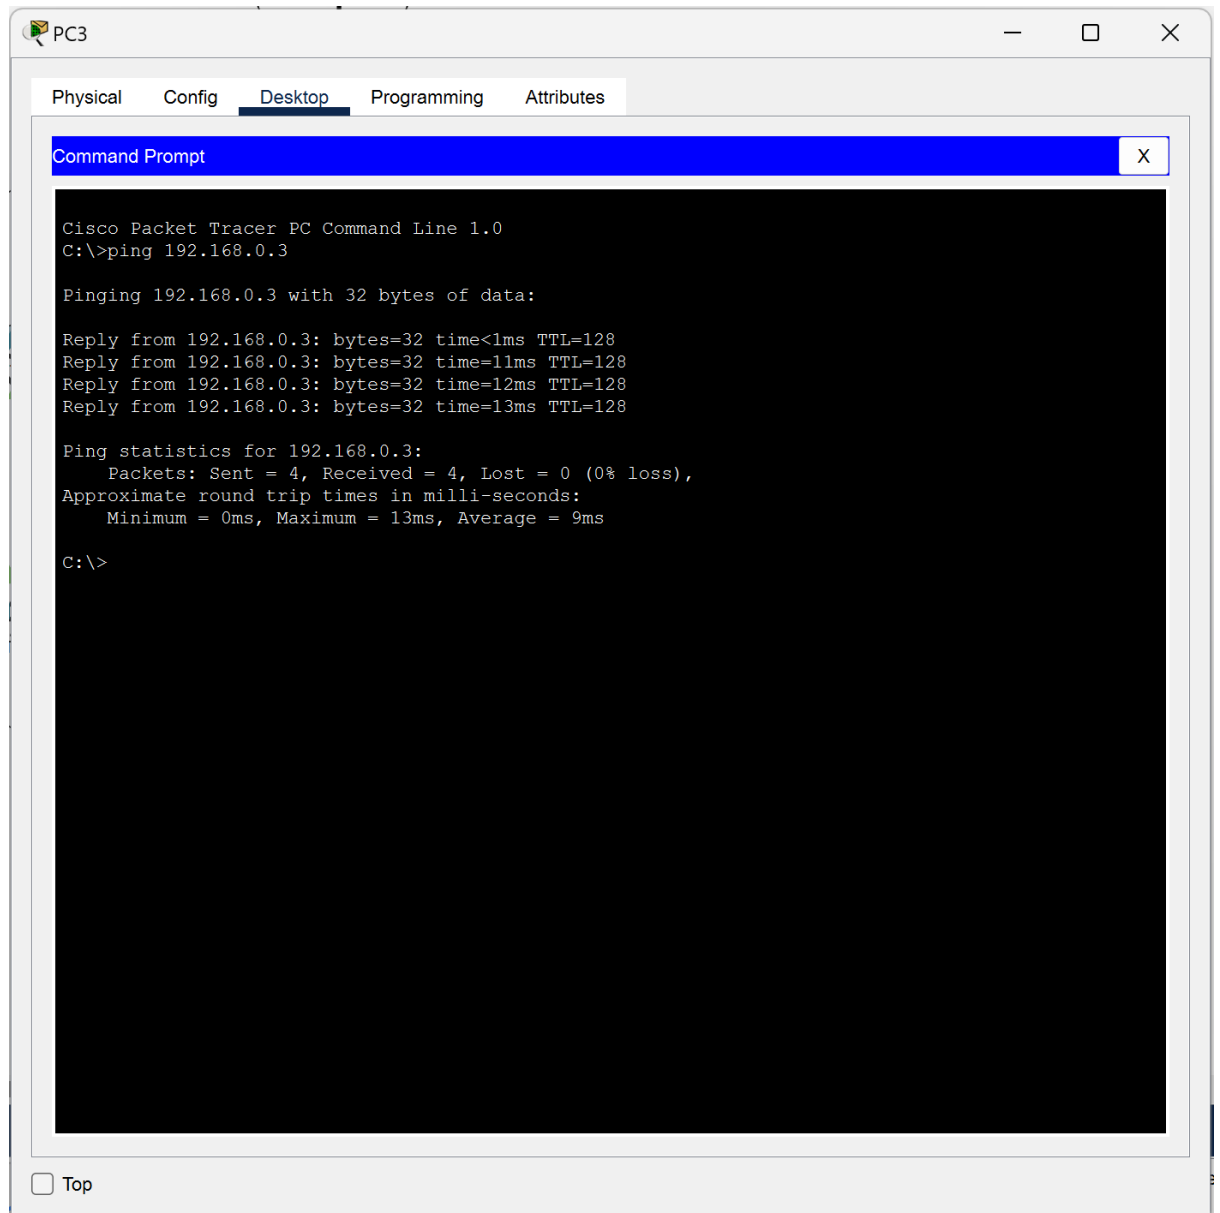 PC3
Physical Config Desktop Programming Attributes
Command Prompt X
Cisco Packet Tracer PC Command Line 1.0
C:\>ping 192.168.0.3
Pinging 192.168.0.3 with 32 bytes of data:
Reply from 192.168.0.3: bytes=32 time<1ms TTL=128
Reply from 192.168.0.3: bytes=32 time=11ms TTL=128
Reply from 192.168.0.3: bytes=32 time=12ms TTL=128
Reply from 192.168.0.3: bytes=32 time=13ms TTL=128
Ping statistics for 192.168.0.3:
Packets: Sent = 4, Received = 4, Lost = 0 (0% loss),
Approximate round trip times in milli-seconds:
Minimum = 0ms, Maximum = 13ms, Average = 9ms
C:\>
Top